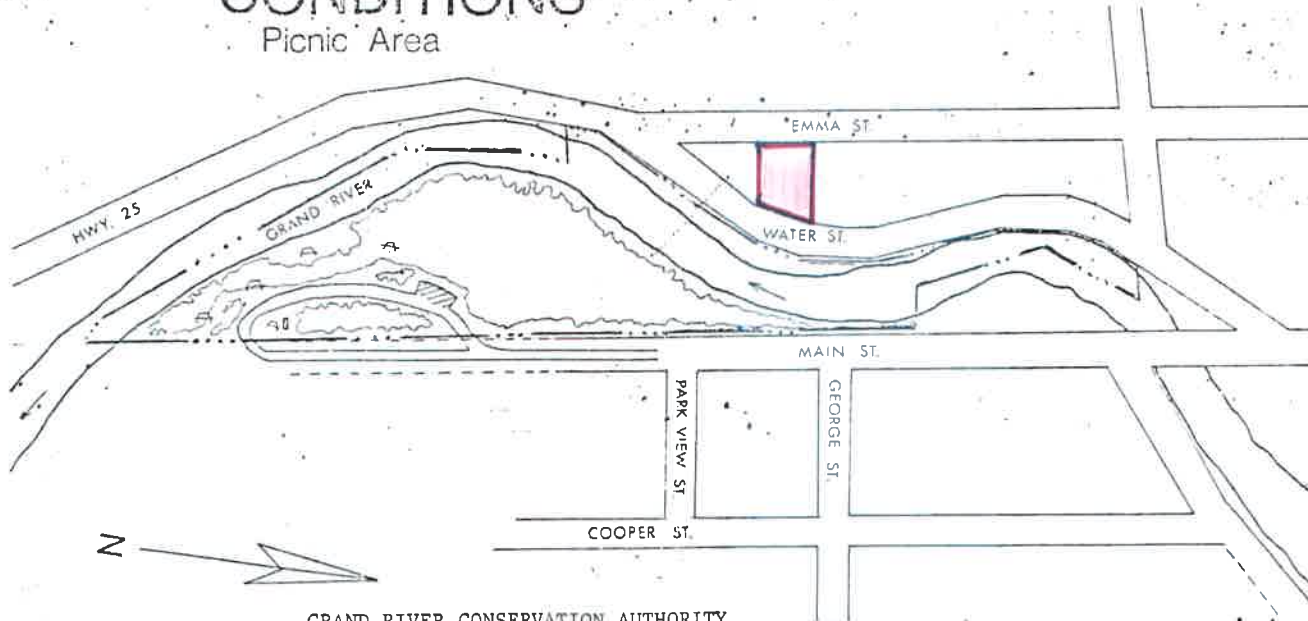 CONDITIONS
Picnic Area
EMMA ST.
HWY. 25
GRAND RIVER
WATER ST.
MAIN ST.
PARK VIEW ST.
GEORGE ST.
COOPER ST.
N
GRAND RIVER CONSERVATION AUTHORITY